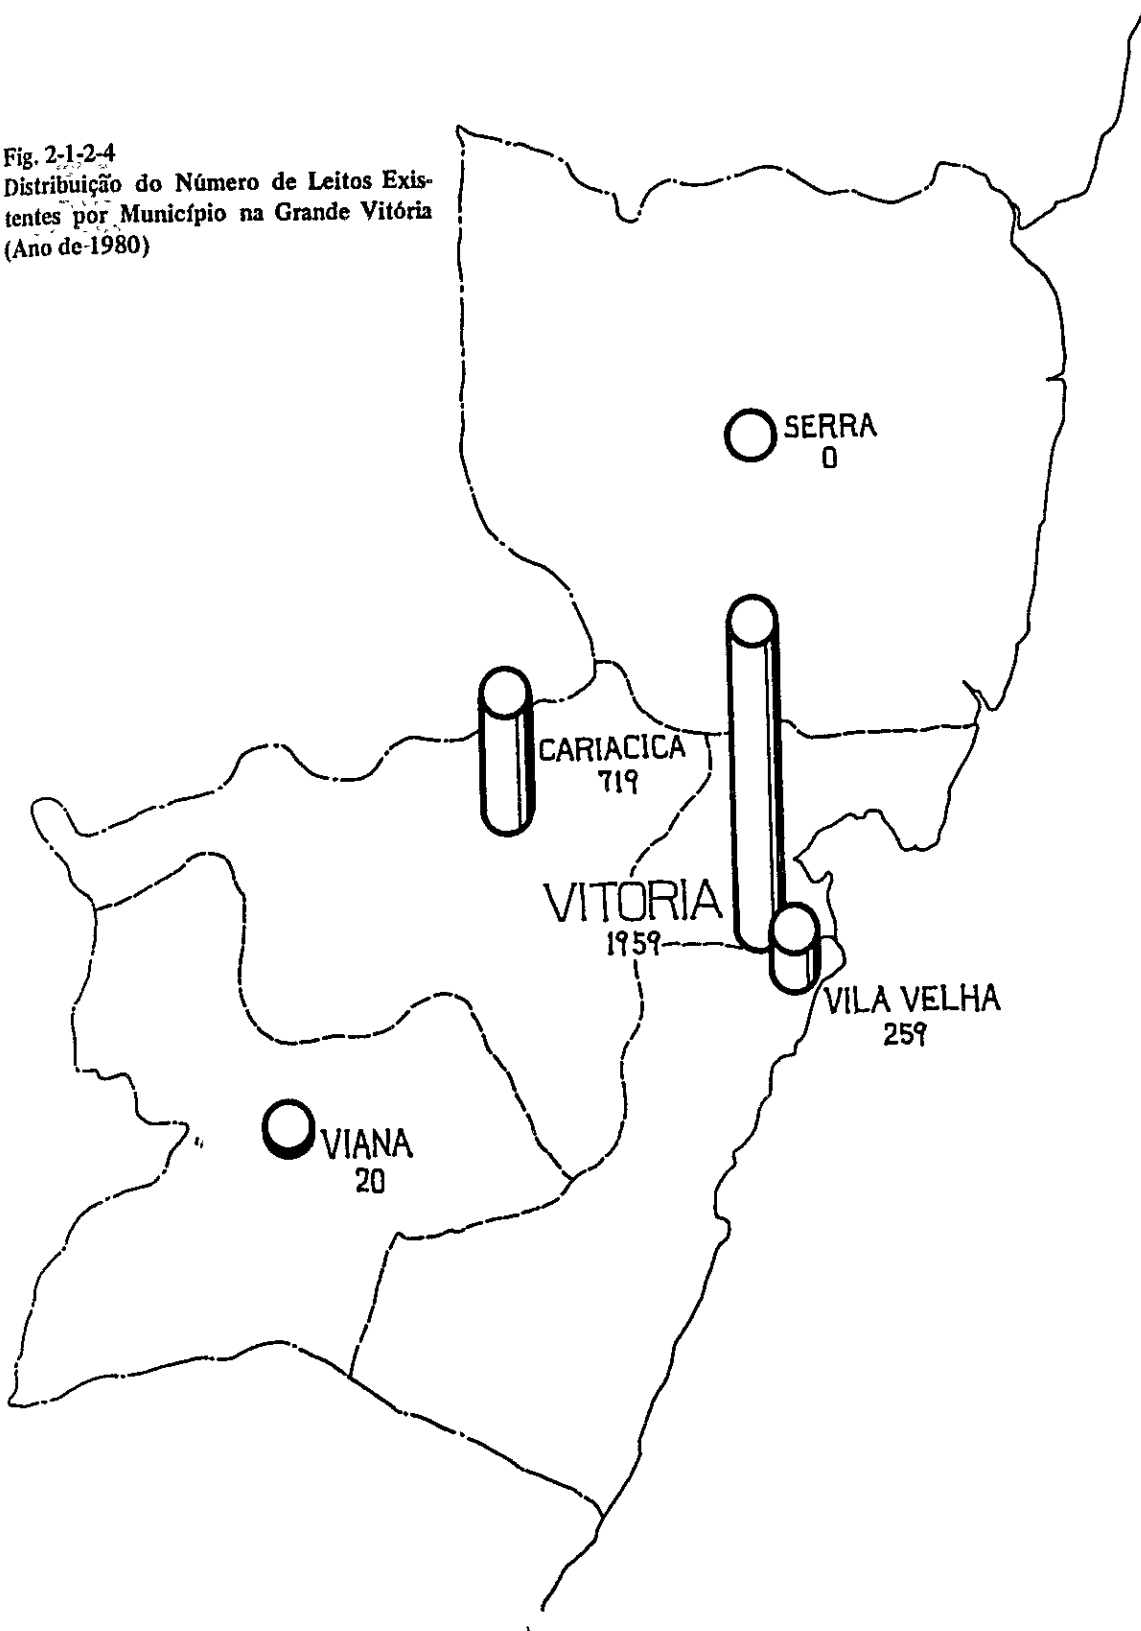 Fig. 2-1-2-4
Distribuição do Número de Leitos Exis-
tentes por Município na Grande Vitória
(Ano de 1980)
SERRA
0
CARIACICA
719
VITORIA
1959
VILA VELHA
259
VIANA
20